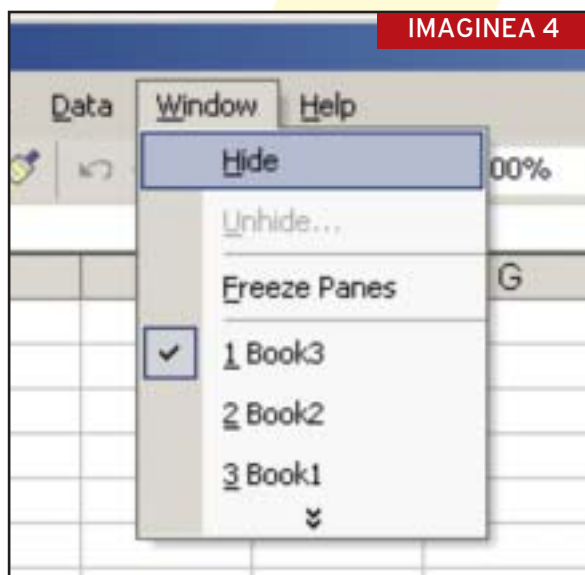 IMAGINEA 4
Data Window Help
Hide
00%
Unhide...
Freeze Panes
G
1 Book3
2 Book2
3 Book1